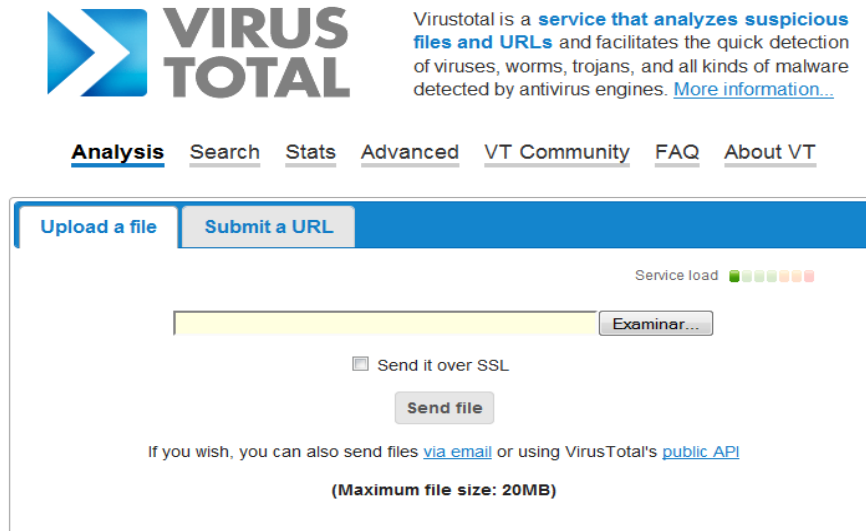 VIRUS
TOTAL
Virustotal is a service that analyzes suspicious
files and URLs and facilitates the quick detection
of viruses, worms, trojans, and all kinds of malware
detected by antivirus engines. More information...
Analysis Search Stats Advanced VT Community FAQ About VT
Upload a file Submit a URL
Service load
Examinar...
Send it over SSL
Send file
If you wish, you can also send files via email or using VirusTotal's public API
(Maximum file size: 20MB)